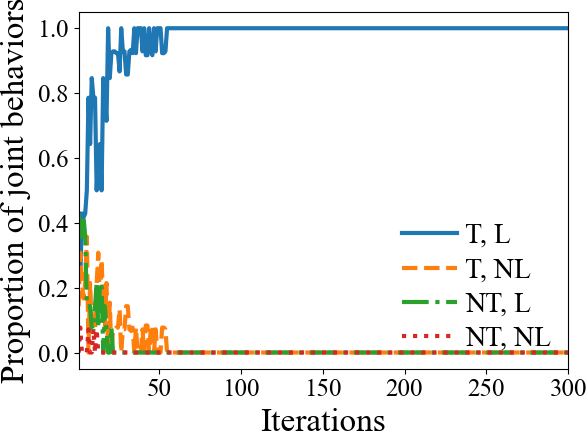 Proportion of joint behaviors
1.0
0.8
0.6
0.4
0.2
0.0
T, L
T, NL
NT, L
NT, NL
50 100 150 200 250 300
Iterations